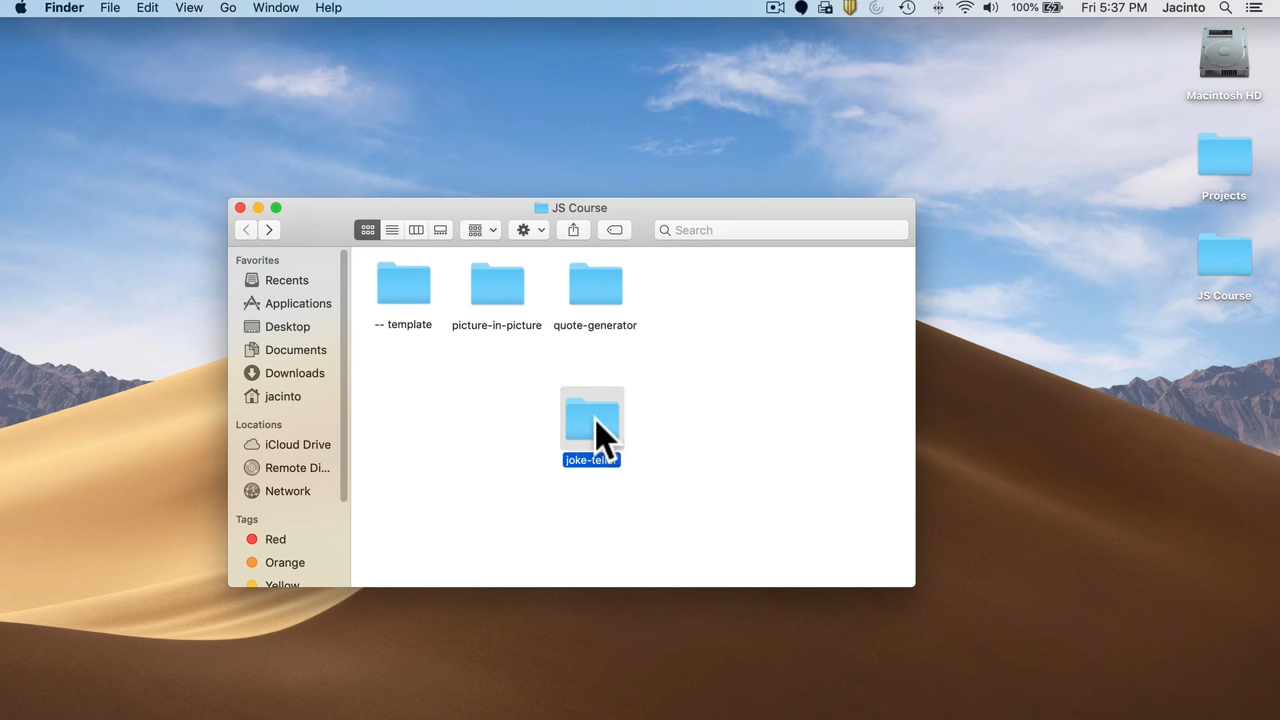 Finder File Edit View Go Window Help 100% Fri 5:37 PM Jacinto
Macintosh HD
Projects
JS Course
JS Course
Search
Favorites
Recents
Applications
Desktop
Documents
Downloads
jacinto
Locations
iCloud Drive
Remote Di...
Network
Tags
Red
Orange
Yellow
-- template picture-in-picture quote-generator